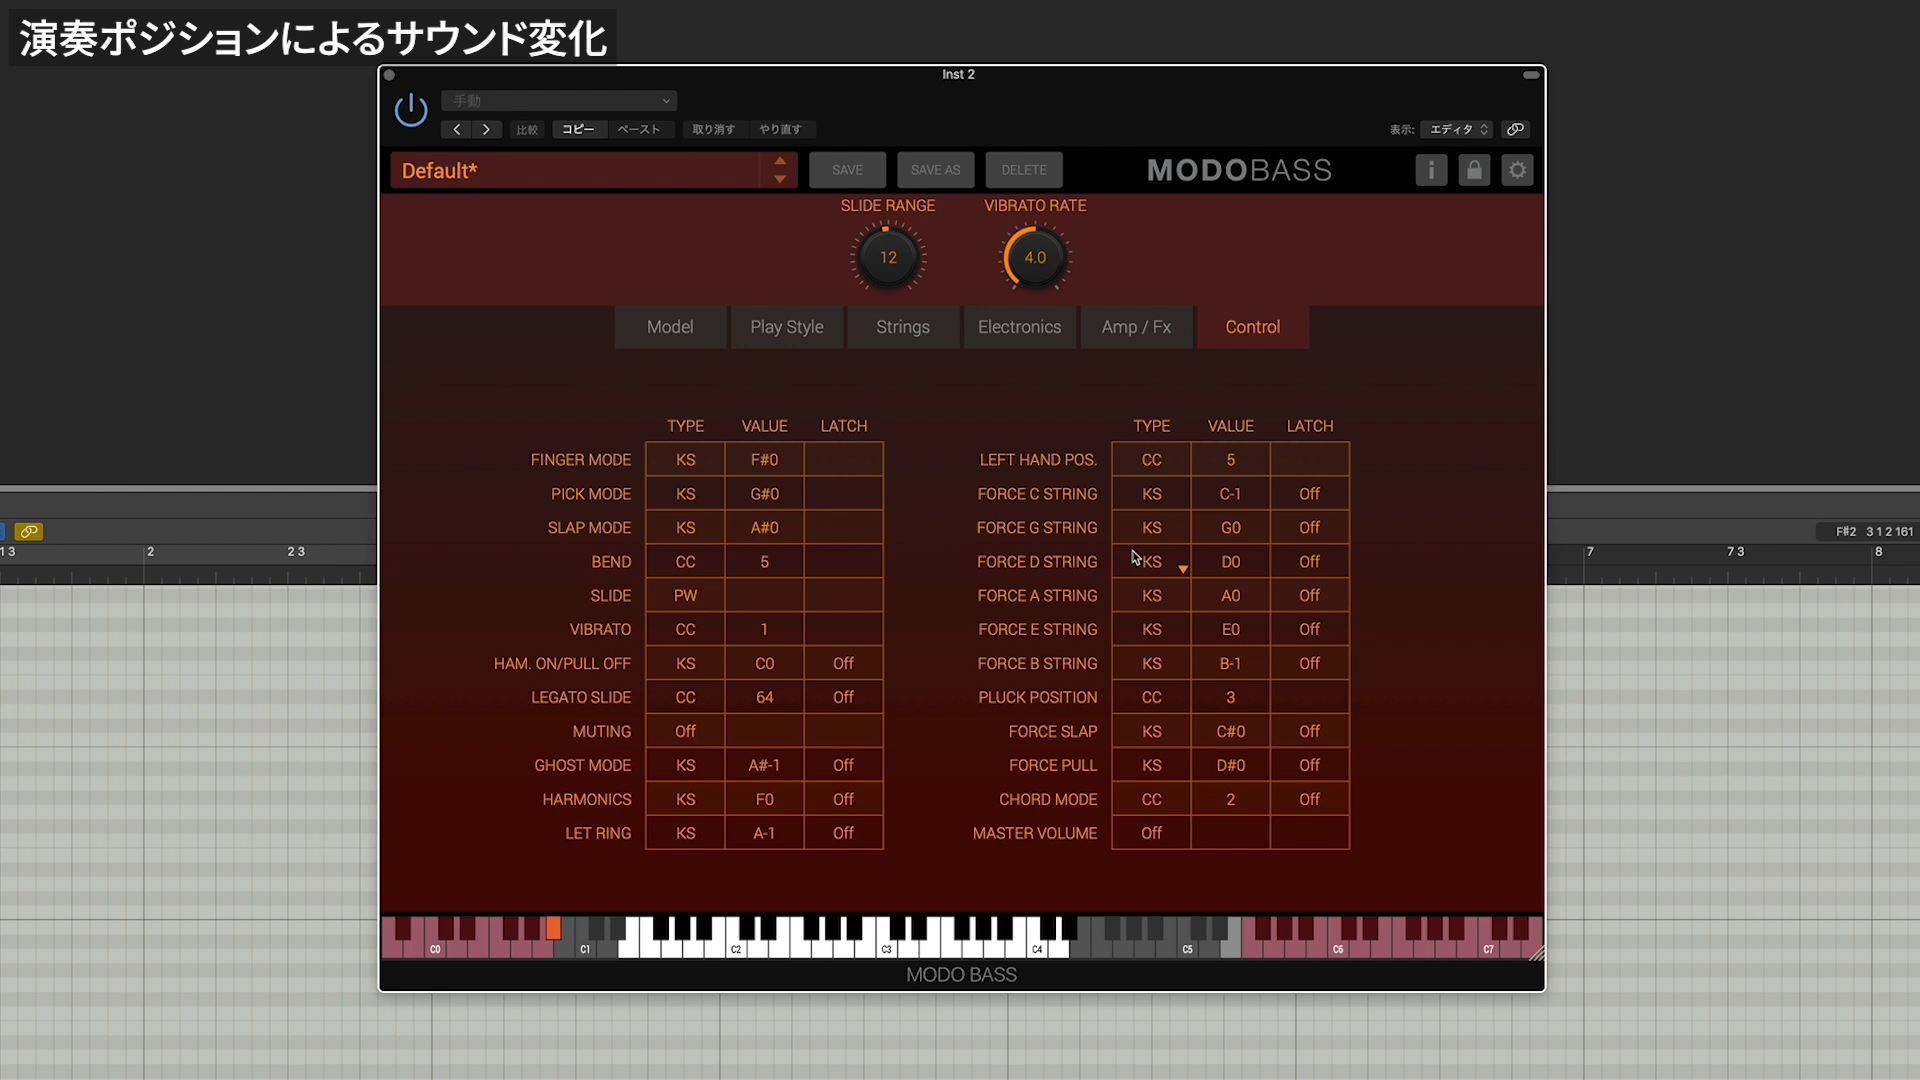 演奏ポジションによるサウンド変化
Inst 2
手動
比較 コピー ペースト 取り消す やり直す
表示: エディタ
Default*
SAVE SAVE AS DELETE
MODOBASS
SLIDE RANGE VIBRATO RATE
12 4.0
Model Play Style Strings Electronics Amp / Fx Control
TYPE VALUE LATCH
FINGER MODE KS F#0
PICK MODE KS G#0
SLAP MODE KS A#0
BEND CC 5
SLIDE PW
VIBRATO CC 1
HAM. ON/PULL OFF KS C0 Off
LEGATO SLIDE CC 64 Off
MUTING Off
GHOST MODE KS A#-1 Off
HARMONICS KS F0 Off
LET RING KS A-1 Off
TYPE VALUE LATCH
LEFT HAND POS. CC 5
FORCE C STRING KS C-1 Off
FORCE G STRING KS G0 Off
FORCE D STRING KS D0 Off
FORCE A STRING KS A0 Off
FORCE E STRING KS E0 Off
FORCE B STRING KS B-1 Off
PLUCK POSITION CC 3
FORCE SLAP KS C#0 Off
FORCE PULL KS D#0 Off
CHORD MODE CC 2 Off
MASTER VOLUME Off
1 3 2 2 3
F#2 3 1 2 161
7 7 3 8
C0 C1 C2 C3 C4 C5 C6 C7
MODO BASS